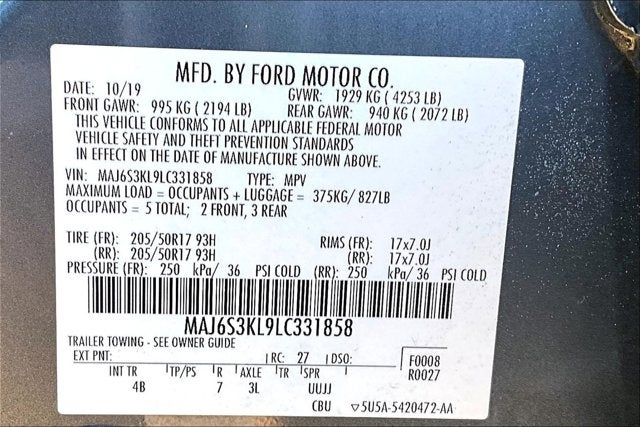 MFD. BY FORD MOTOR CO.
DATE: 10/19 GVWR: 1929 KG ( 4253 LB)
FRONT GAWR: 995 KG ( 2194 LB) REAR GAWR: 940 KG ( 2072 LB)
THIS VEHICLE CONFORMS TO ALL APPLICABLE FEDERAL MOTOR
VEHICLE SAFETY AND THEFT PREVENTION STANDARDS
IN EFFECT ON THE DATE OF MANUFACTURE SHOWN ABOVE.
VIN: MAJ6S3KL9LC331858 TYPE: MPV
MAXIMUM LOAD = OCCUPANTS + LUGGAGE = 375KG/ 827LB
OCCUPANTS = 5 TOTAL; 2 FRONT, 3 REAR
TIRE (FR): 205/50R17 93H RIMS (FR): 17x7.0J
(RR): 205/50R17 93H (RR): 17x7.0J
PRESSURE (FR): 250 kPa/ 36 PSI COLD (RR): 250 kPa/ 36 PSI COLD
MAJ6S3KL9LC331858
TRAILER TOWING - SEE OWNER GUIDE
EXT PNT: RC: 27 DSO: F0008
INT TR TP/PS R AXLE TR SPR R0027
4B 7 3L UUJJ
CBU ▽5U5A-5420472-AA